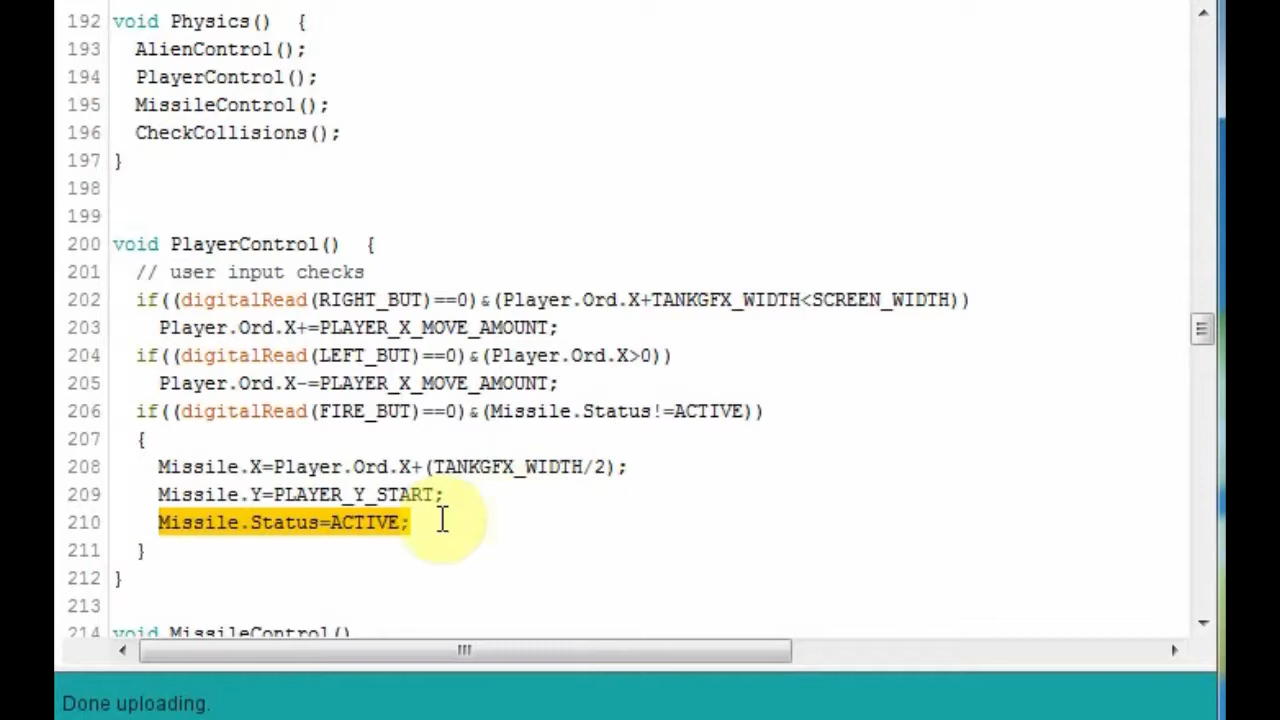 192 void Physics()  {
193   AlienControl();
194   PlayerControl();
195   MissileControl();
196   CheckCollisions();
197 }
198
199
200 void PlayerControl()  {
201   // user input checks
202   if((digitalRead(RIGHT_BUT)==0)&(Player.Ord.X+TANKGFX_WIDTH<SCREEN_WIDTH))
203     Player.Ord.X+=PLAYER_X_MOVE_AMOUNT;
204   if((digitalRead(LEFT_BUT)==0)&(Player.Ord.X>0))
205     Player.Ord.X-=PLAYER_X_MOVE_AMOUNT;
206   if((digitalRead(FIRE_BUT)==0)&(Missile.Status!=ACTIVE))
207   {
208     Missile.X=Player.Ord.X+(TANKGFX_WIDTH/2);
209     Missile.Y=PLAYER_Y_START;
210     Missile.Status=ACTIVE;
211   }
212 }
213
214 void MissileControl()
Done uploading.